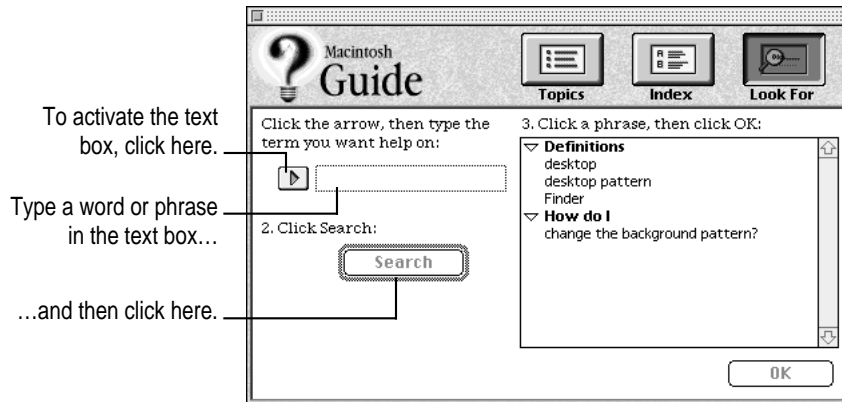 Macintosh
Guide
Topics
Index
Look For
To activate the text
box, click here.
Type a word or phrase
in the text box…
…and then click here.
Click the arrow, then type the
term you want help on:
2. Click Search:
Search
3. Click a phrase, then click OK:
Definitions
desktop
desktop pattern
Finder
How do I
change the background pattern?
OK